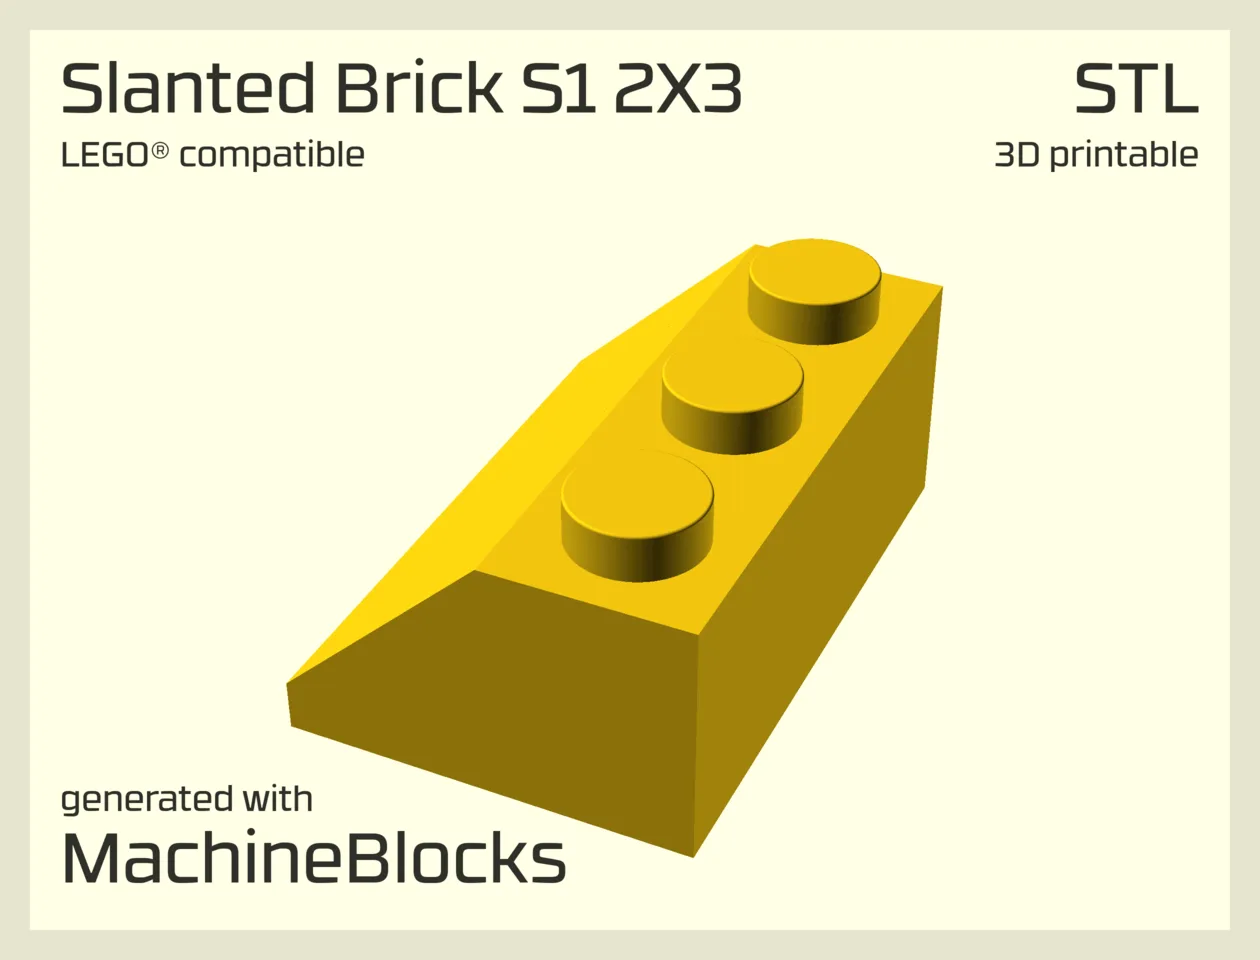 Slanted Brick S1 2X3
STL
LEGO® compatible
3D printable
generated with
MachineBlocks